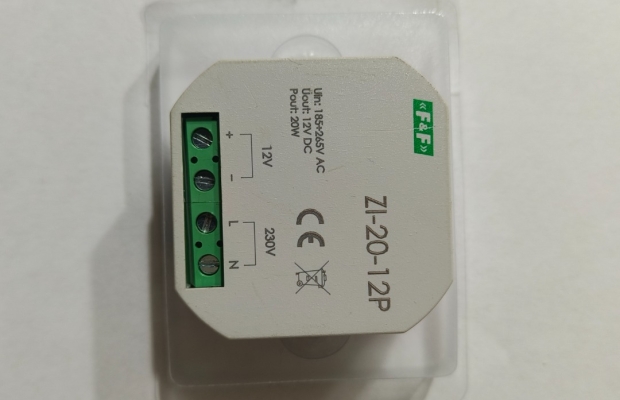 «F&F»
Uin: 185÷265V AC
Uout: 12V DC
Pout: 20W
ZI-20-12P
CE
+ - L N
12V 230V